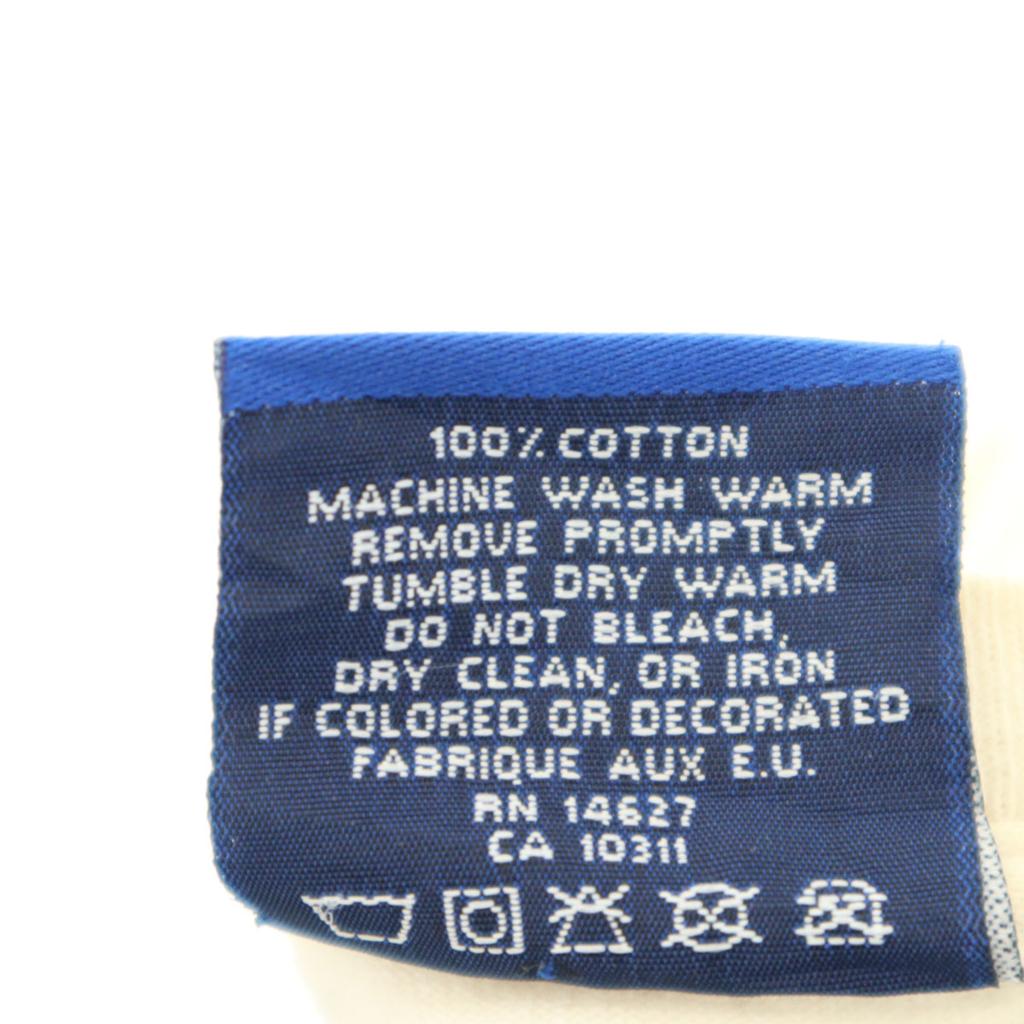 100% COTTON
MACHINE WASH WARM
REMOVE PROMPTLY
TUMBLE DRY WARM
DO NOT BLEACH,
DRY CLEAN, OR IRON
IF COLORED OR DECORATED
FABRIQUE AUX E.U.
RN 14627
CA 10311